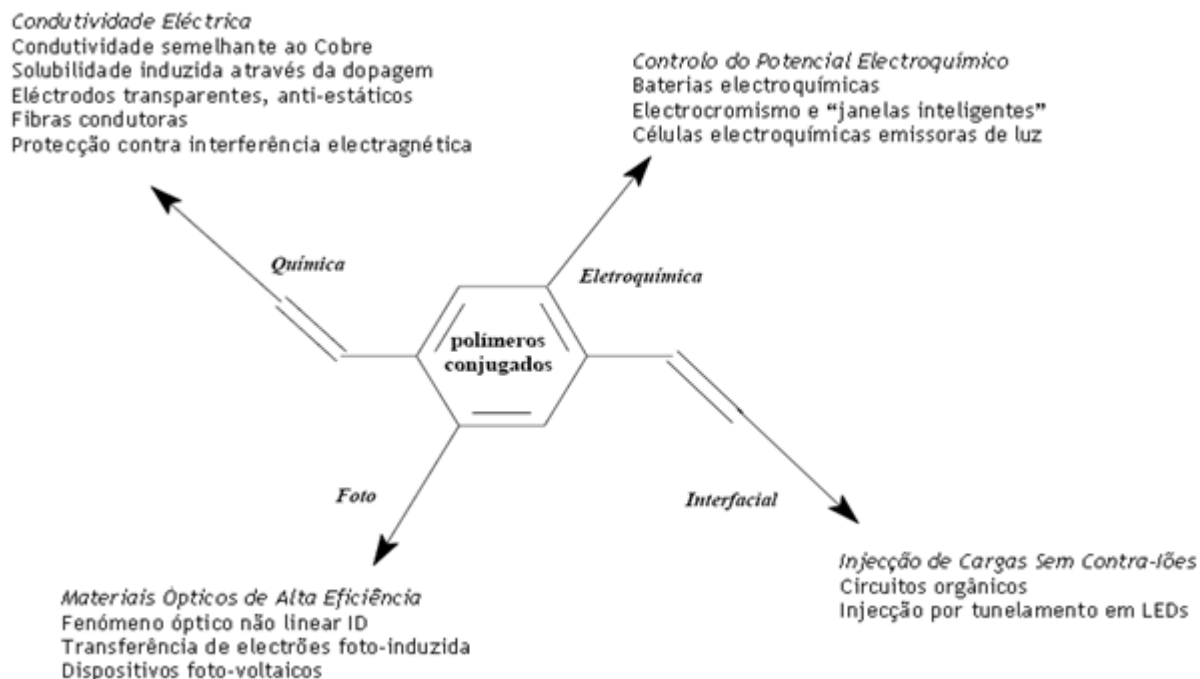 Condutividade Eléctrica
Condutividade semelhante ao Cobre
Solubilidade induzida através da dopagem
Eléctrodos transparentes, anti-estáticos
Fibras condutoras
Protecção contra interferência electragnética
Controlo do Potencial Electroquímico
Baterias electroquímicas
Electrocromismo e “janelas inteligentes”
Células electroquímicas emissoras de luz
Química
Eletroquímica
polímeros
conjugados
Foto
Interfacial
Materiais Ópticos de Alta Eficiência
Fenómeno óptico não linear ID
Transferência de electrões foto-induzida
Dispositivos foto-voltaicos
Injecção de Cargas Sem Contra-Iões
Circuitos orgânicos
Injecção por tunelamento em LEDs